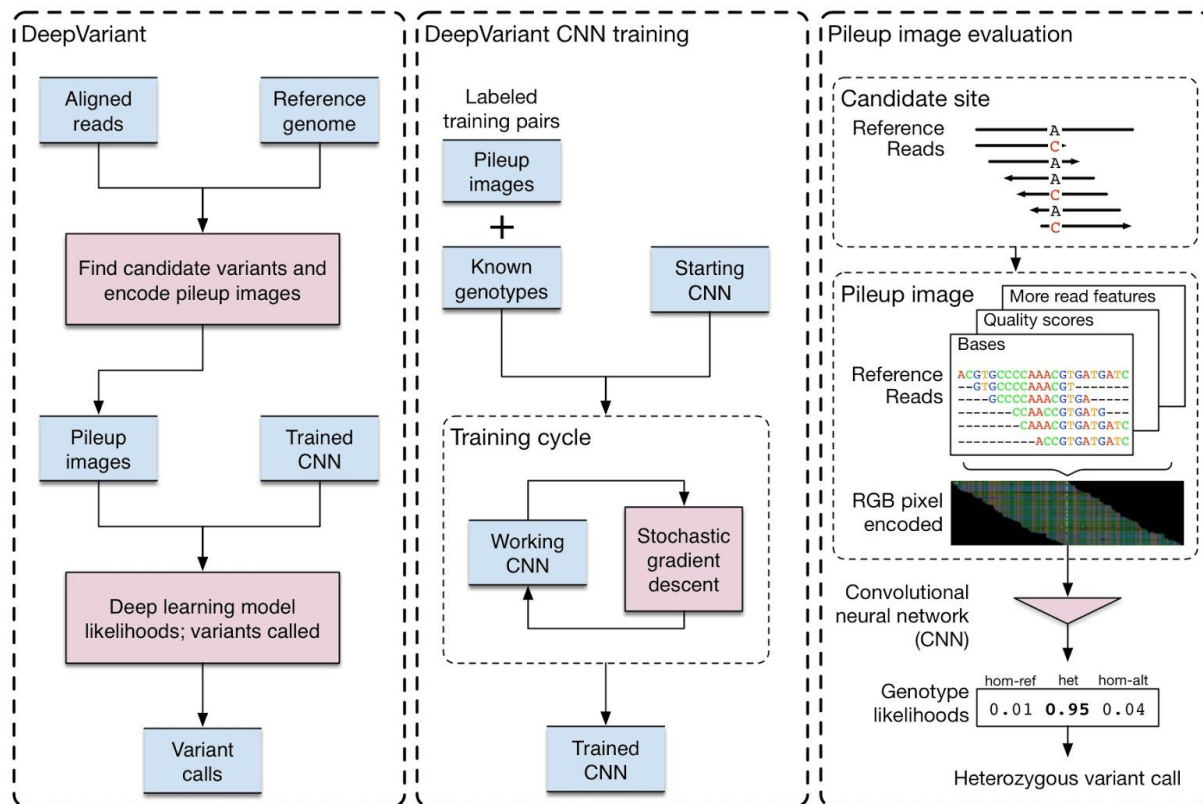 DeepVariant
Aligned
reads
Reference
genome
Find candidate variants and
encode pileup images
Pileup
images
Trained
CNN
Deep learning model
likelihoods; variants called
Variant
calls
DeepVariant CNN training
Labeled
training pairs
Pileup
images
+
Known
genotypes
Starting
CNN
Training cycle
Working
CNN
Stochastic
gradient
descent
Trained
CNN
Pileup image evaluation
Candidate site
Reference
Reads
A
C
A
A
C
A
C
Pileup image
More read features
Quality scores
Bases
Reference
Reads
ACGTGCCCCAAACGTGATGATC
--GTGCCCCAAACGT-------
----GCCCCAAACGTGA-----
-------CCAACCGTGATG---
--------CAAACGTGATGATC
----------ACCGTGATGATC
RGB pixel
encoded
Convolutional
neural network
(CNN)
Genotype
likelihoods
hom-ref het hom-alt
0.01 0.95 0.04
Heterozygous variant call